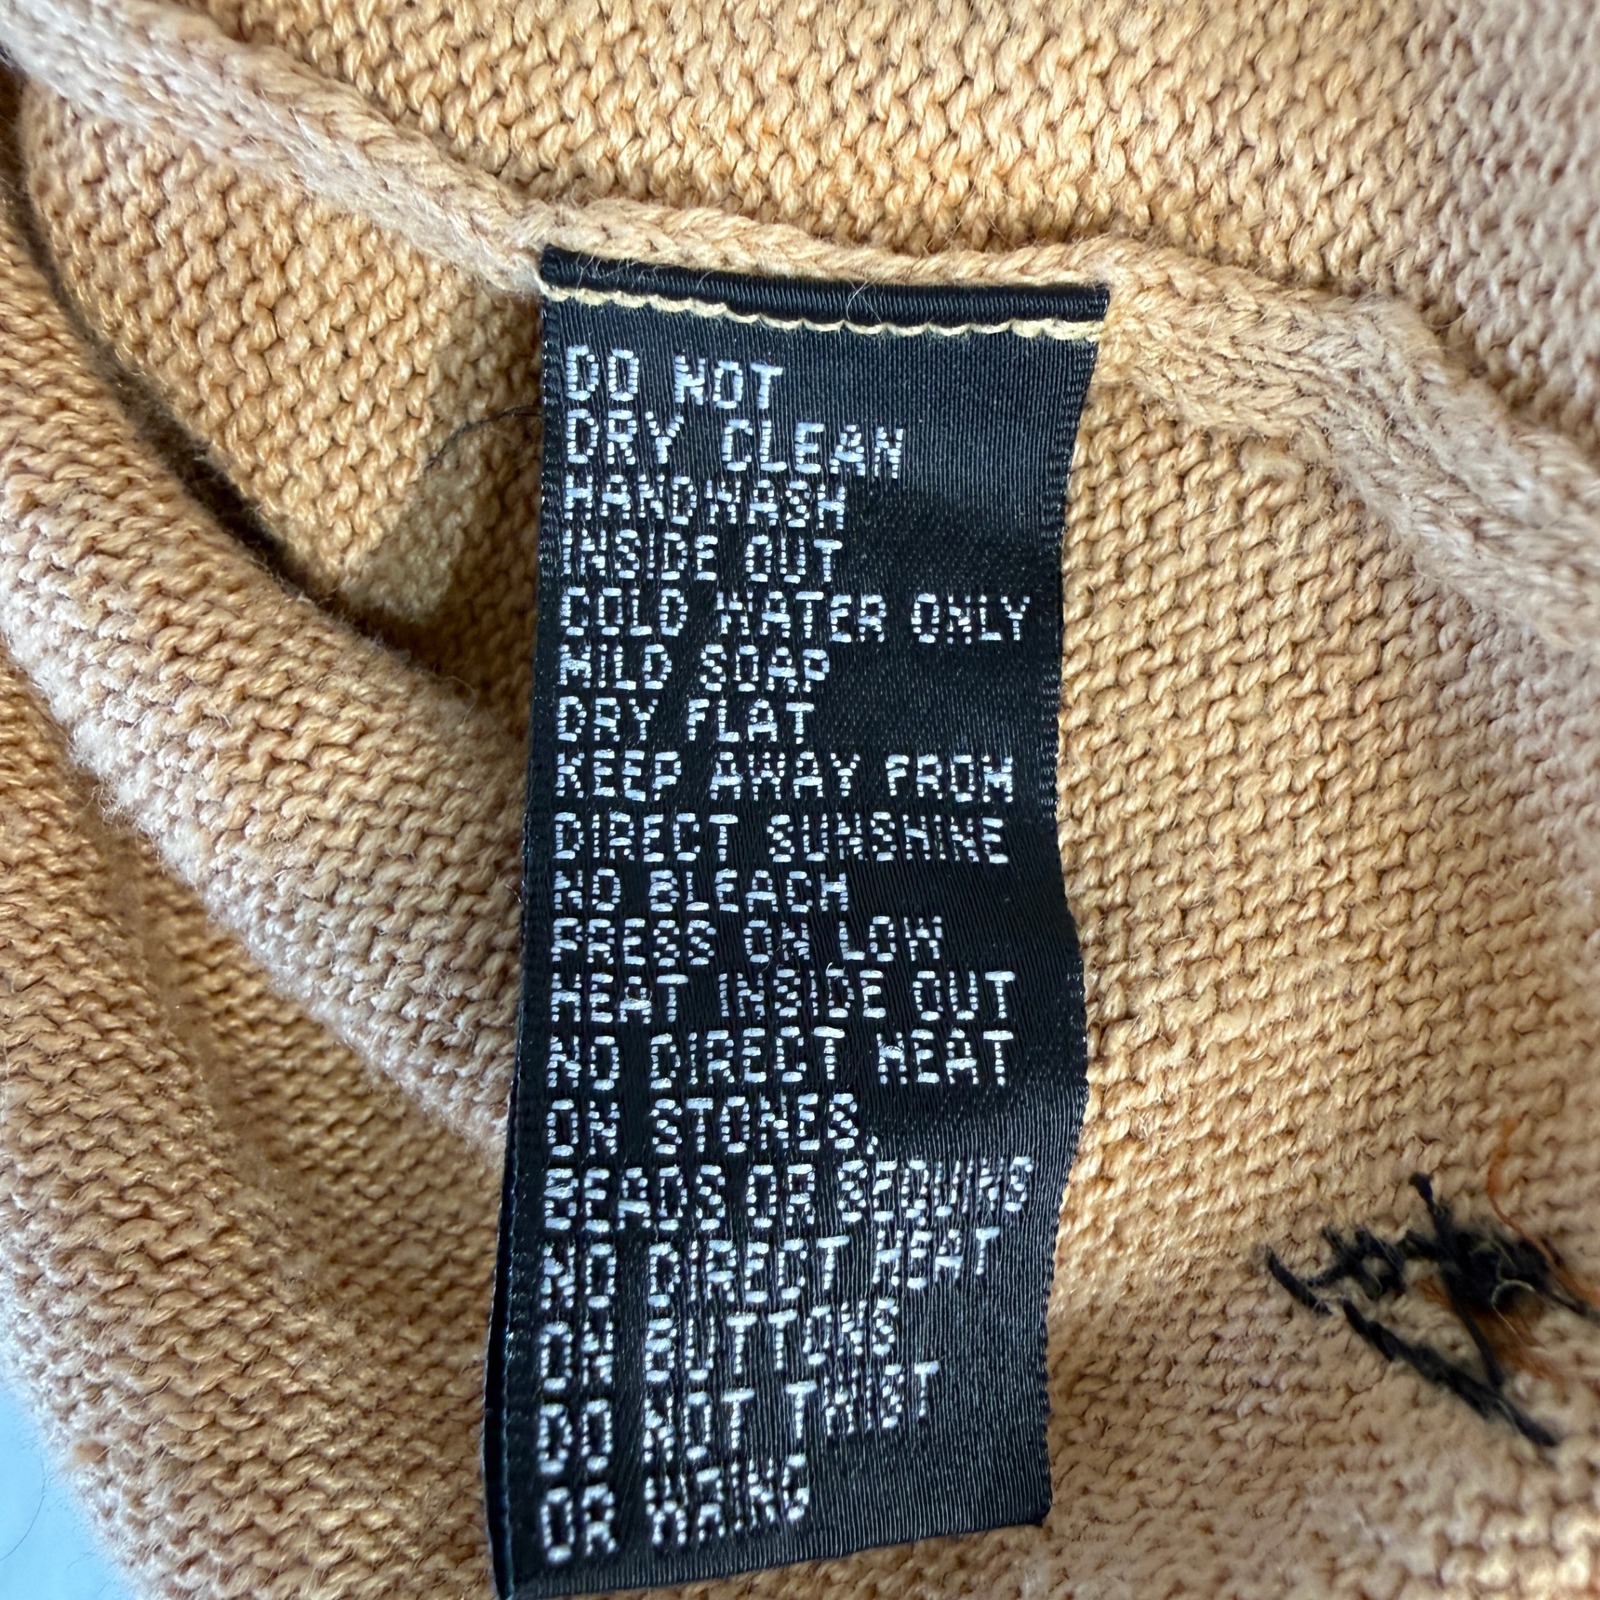 DO NOT
DRY CLEAN
HANDWASH
INSIDE OUT
COLD WATER ONLY
MILD SOAP
DRY FLAT
KEEP AWAY FROM
DIRECT SUNSHINE
NO BLEACH
PRESS ON LOW
HEAT INSIDE OUT
NO DIRECT HEAT
ON STONES,
BEADS OR SEQUINS
NO DIRECT HEAT
ON BUTTONS
DO NOT TWIST
OR WRING